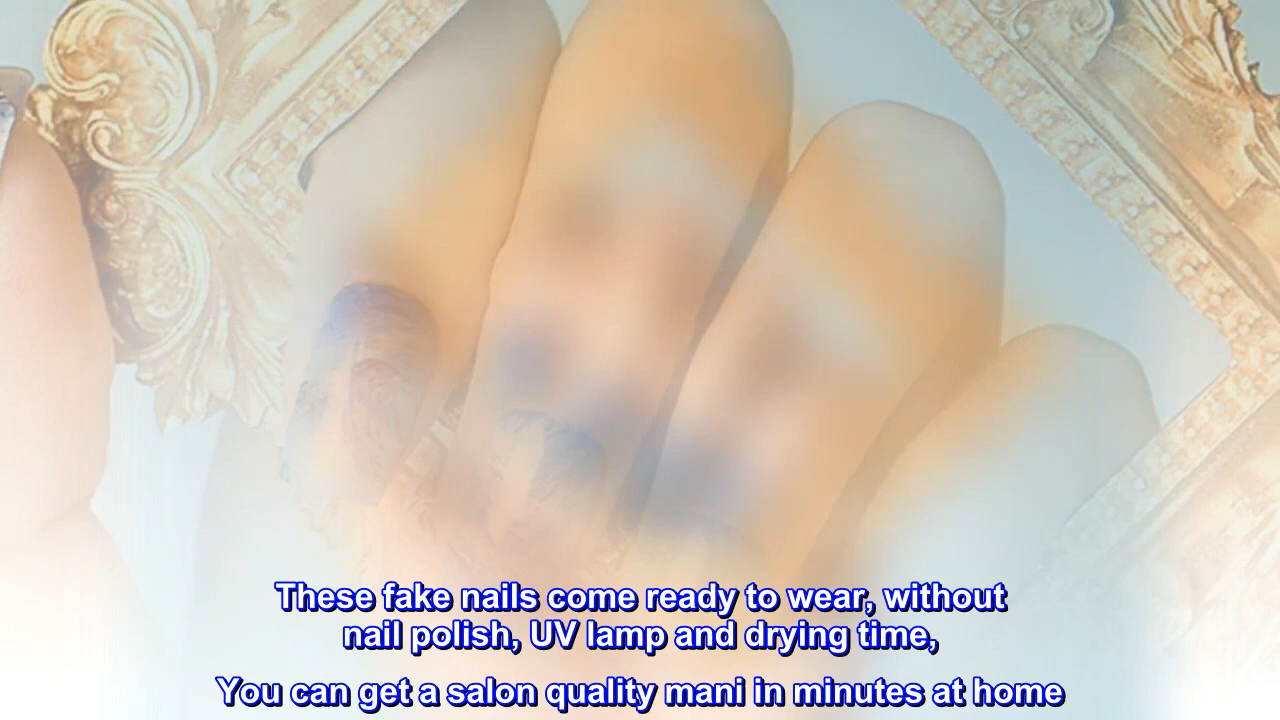 These fake nails come ready to wear, without
nail polish, UV lamp and drying time,
You can get a salon quality mani in minutes at home